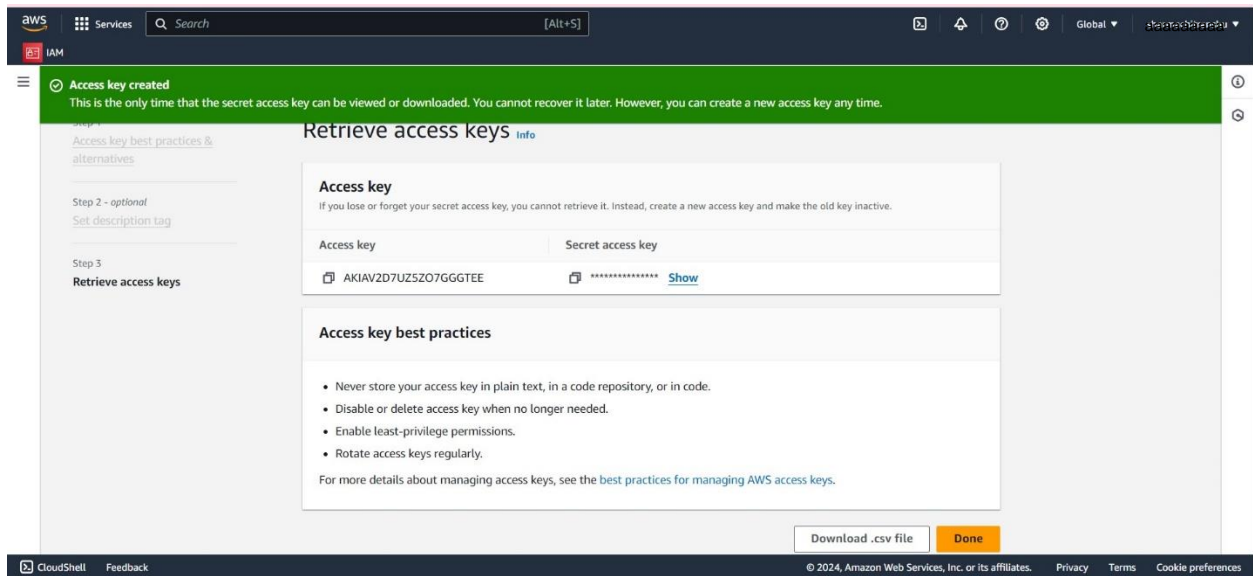 aws
Services
Search
[Alt+S]
Global
IAM
Access key created
This is the only time that the secret access key can be viewed or downloaded. You cannot recover it later. However, you can create a new access key any time.
Step 1
Access key best practices &
alternatives
Step 2 - optional
Set description tag
Step 3
Retrieve access keys
Retrieve access keys Info
Access key
If you lose or forget your secret access key, you cannot retrieve it. Instead, create a new access key and make the old key inactive.
Access key Secret access key
AKIAV2D7UZ5ZO7GGGTEE *************** Show
Access key best practices
• Never store your access key in plain text, in a code repository, or in code.
• Disable or delete access key when no longer needed.
• Enable least-privilege permissions.
• Rotate access keys regularly.
For more details about managing access keys, see the best practices for managing AWS access keys.
Download .csv file Done
CloudShell Feedback © 2024, Amazon Web Services, Inc. or its affiliates. Privacy Terms Cookie preferences